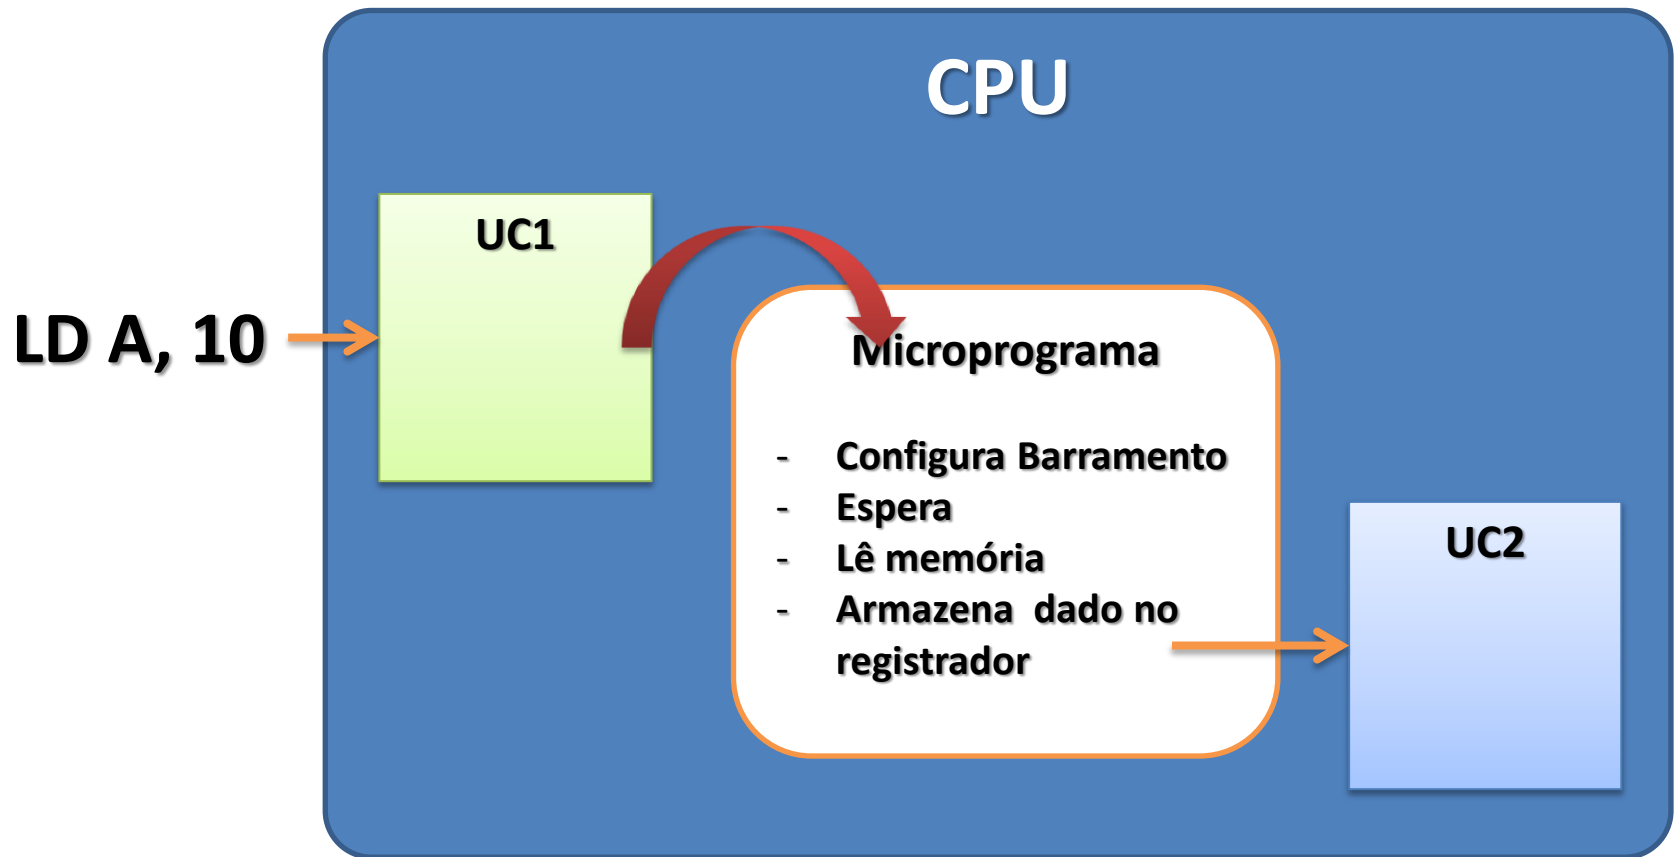 CPU
UC1
LD A, 10
Microprograma
- Configura Barramento
- Espera
- Lê memória
- Armazena dado no
registrador
UC2